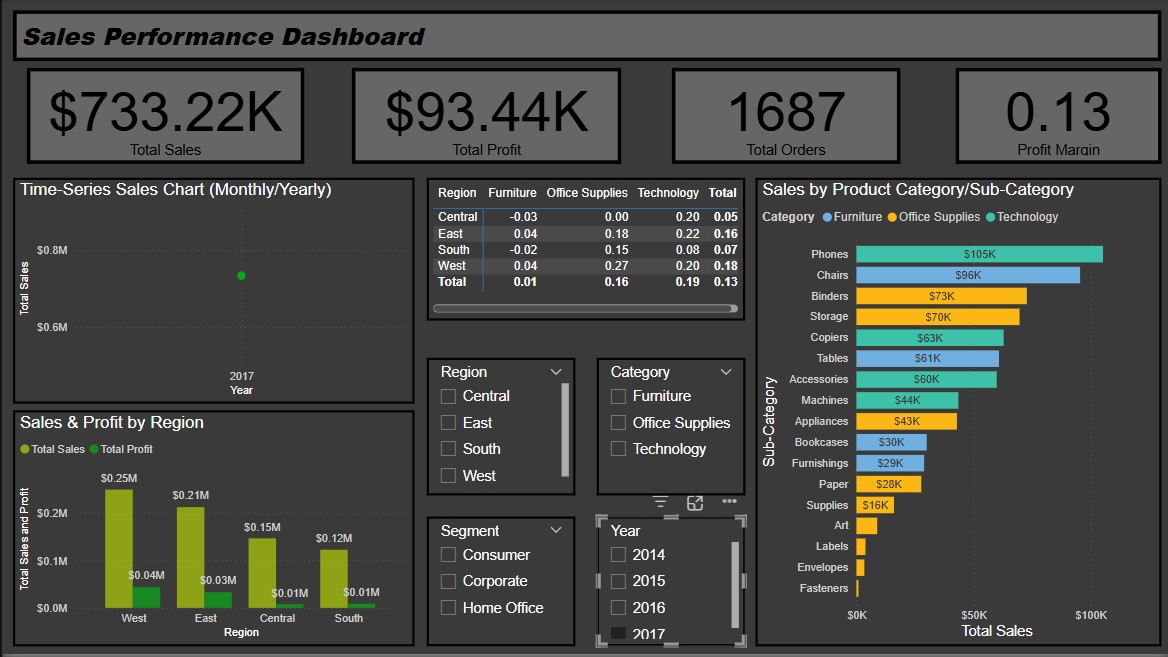 Sales Performance Dashboard
$733.22K
Total Sales
$93.44K
Total Profit
1687
Total Orders
0.13
Profit Margin
Time-Series Sales Chart (Monthly/Yearly)
Total Sales
$0.8M
$0.6M
2017
Year
Region Furniture Office Supplies Technology Total
Central -0.03 0.00 0.20 0.05
East 0.04 0.18 0.22 0.16
South -0.02 0.15 0.08 0.07
West 0.04 0.27 0.20 0.18
Total 0.01 0.16 0.19 0.13
Sales by Product Category/Sub-Category
Category Furniture Office Supplies Technology
Sub-Category
Phones $105K
Chairs $96K
Binders $73K
Storage $70K
Copiers $63K
Tables $61K
Accessories $60K
Machines $44K
Appliances $43K
Bookcases $30K
Furnishings $29K
Paper $28K
Supplies $16K
Art
Labels
Envelopes
Fasteners
$0K $50K $100K
Total Sales
Region
Central
East
South
West
Category
Furniture
Office Supplies
Technology
Sales & Profit by Region
Total Sales Total Profit
Total Sales and Profit
$0.2M
$0.1M
$0.0M
$0.25M
$0.04M
$0.21M
$0.03M
$0.15M
$0.01M
$0.12M
$0.01M
West East Central South
Region
Segment
Consumer
Corporate
Home Office
Year
2014
2015
2016
2017